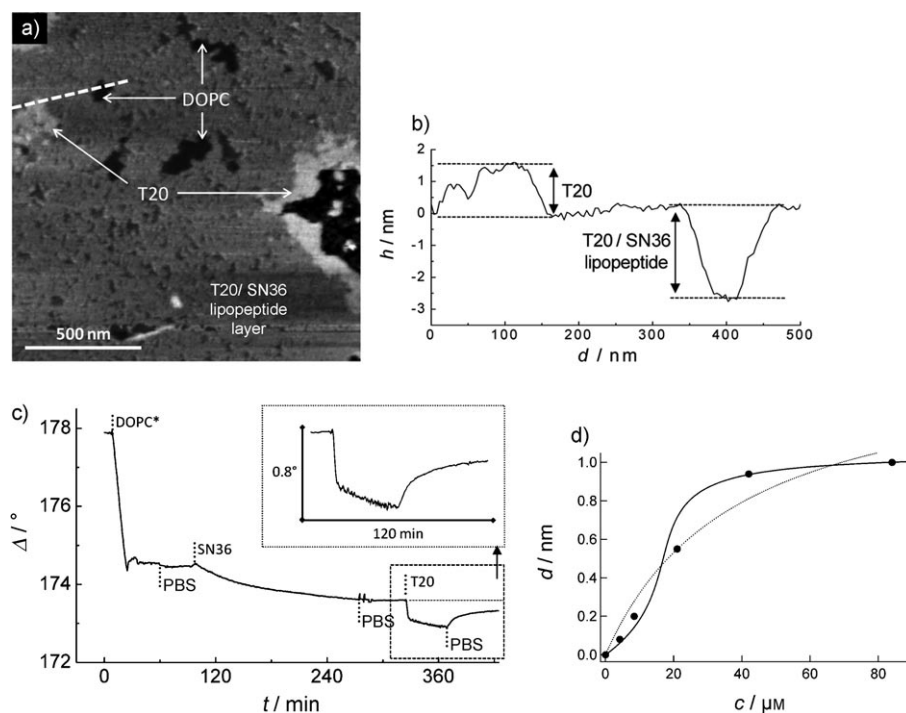 a)
DOPC
T20
T20/ SN36
lipopeptide
layer
500 nm
b)
h / nm
2
1
0
-1
-2
-3
T20
T20 / SN36
lipopeptide
0 100 200 300 400 500
d / nm
c)
Δ / °
178
176
174
172
DOPC*
PBS
SN36
PBS
T20
PBS
0.8°
120 min
0 120 240 360
t / min
d)
d / nm
1.0
0.8
0.6
0.4
0.2
0.0
0 20 40 60 80
c / µM